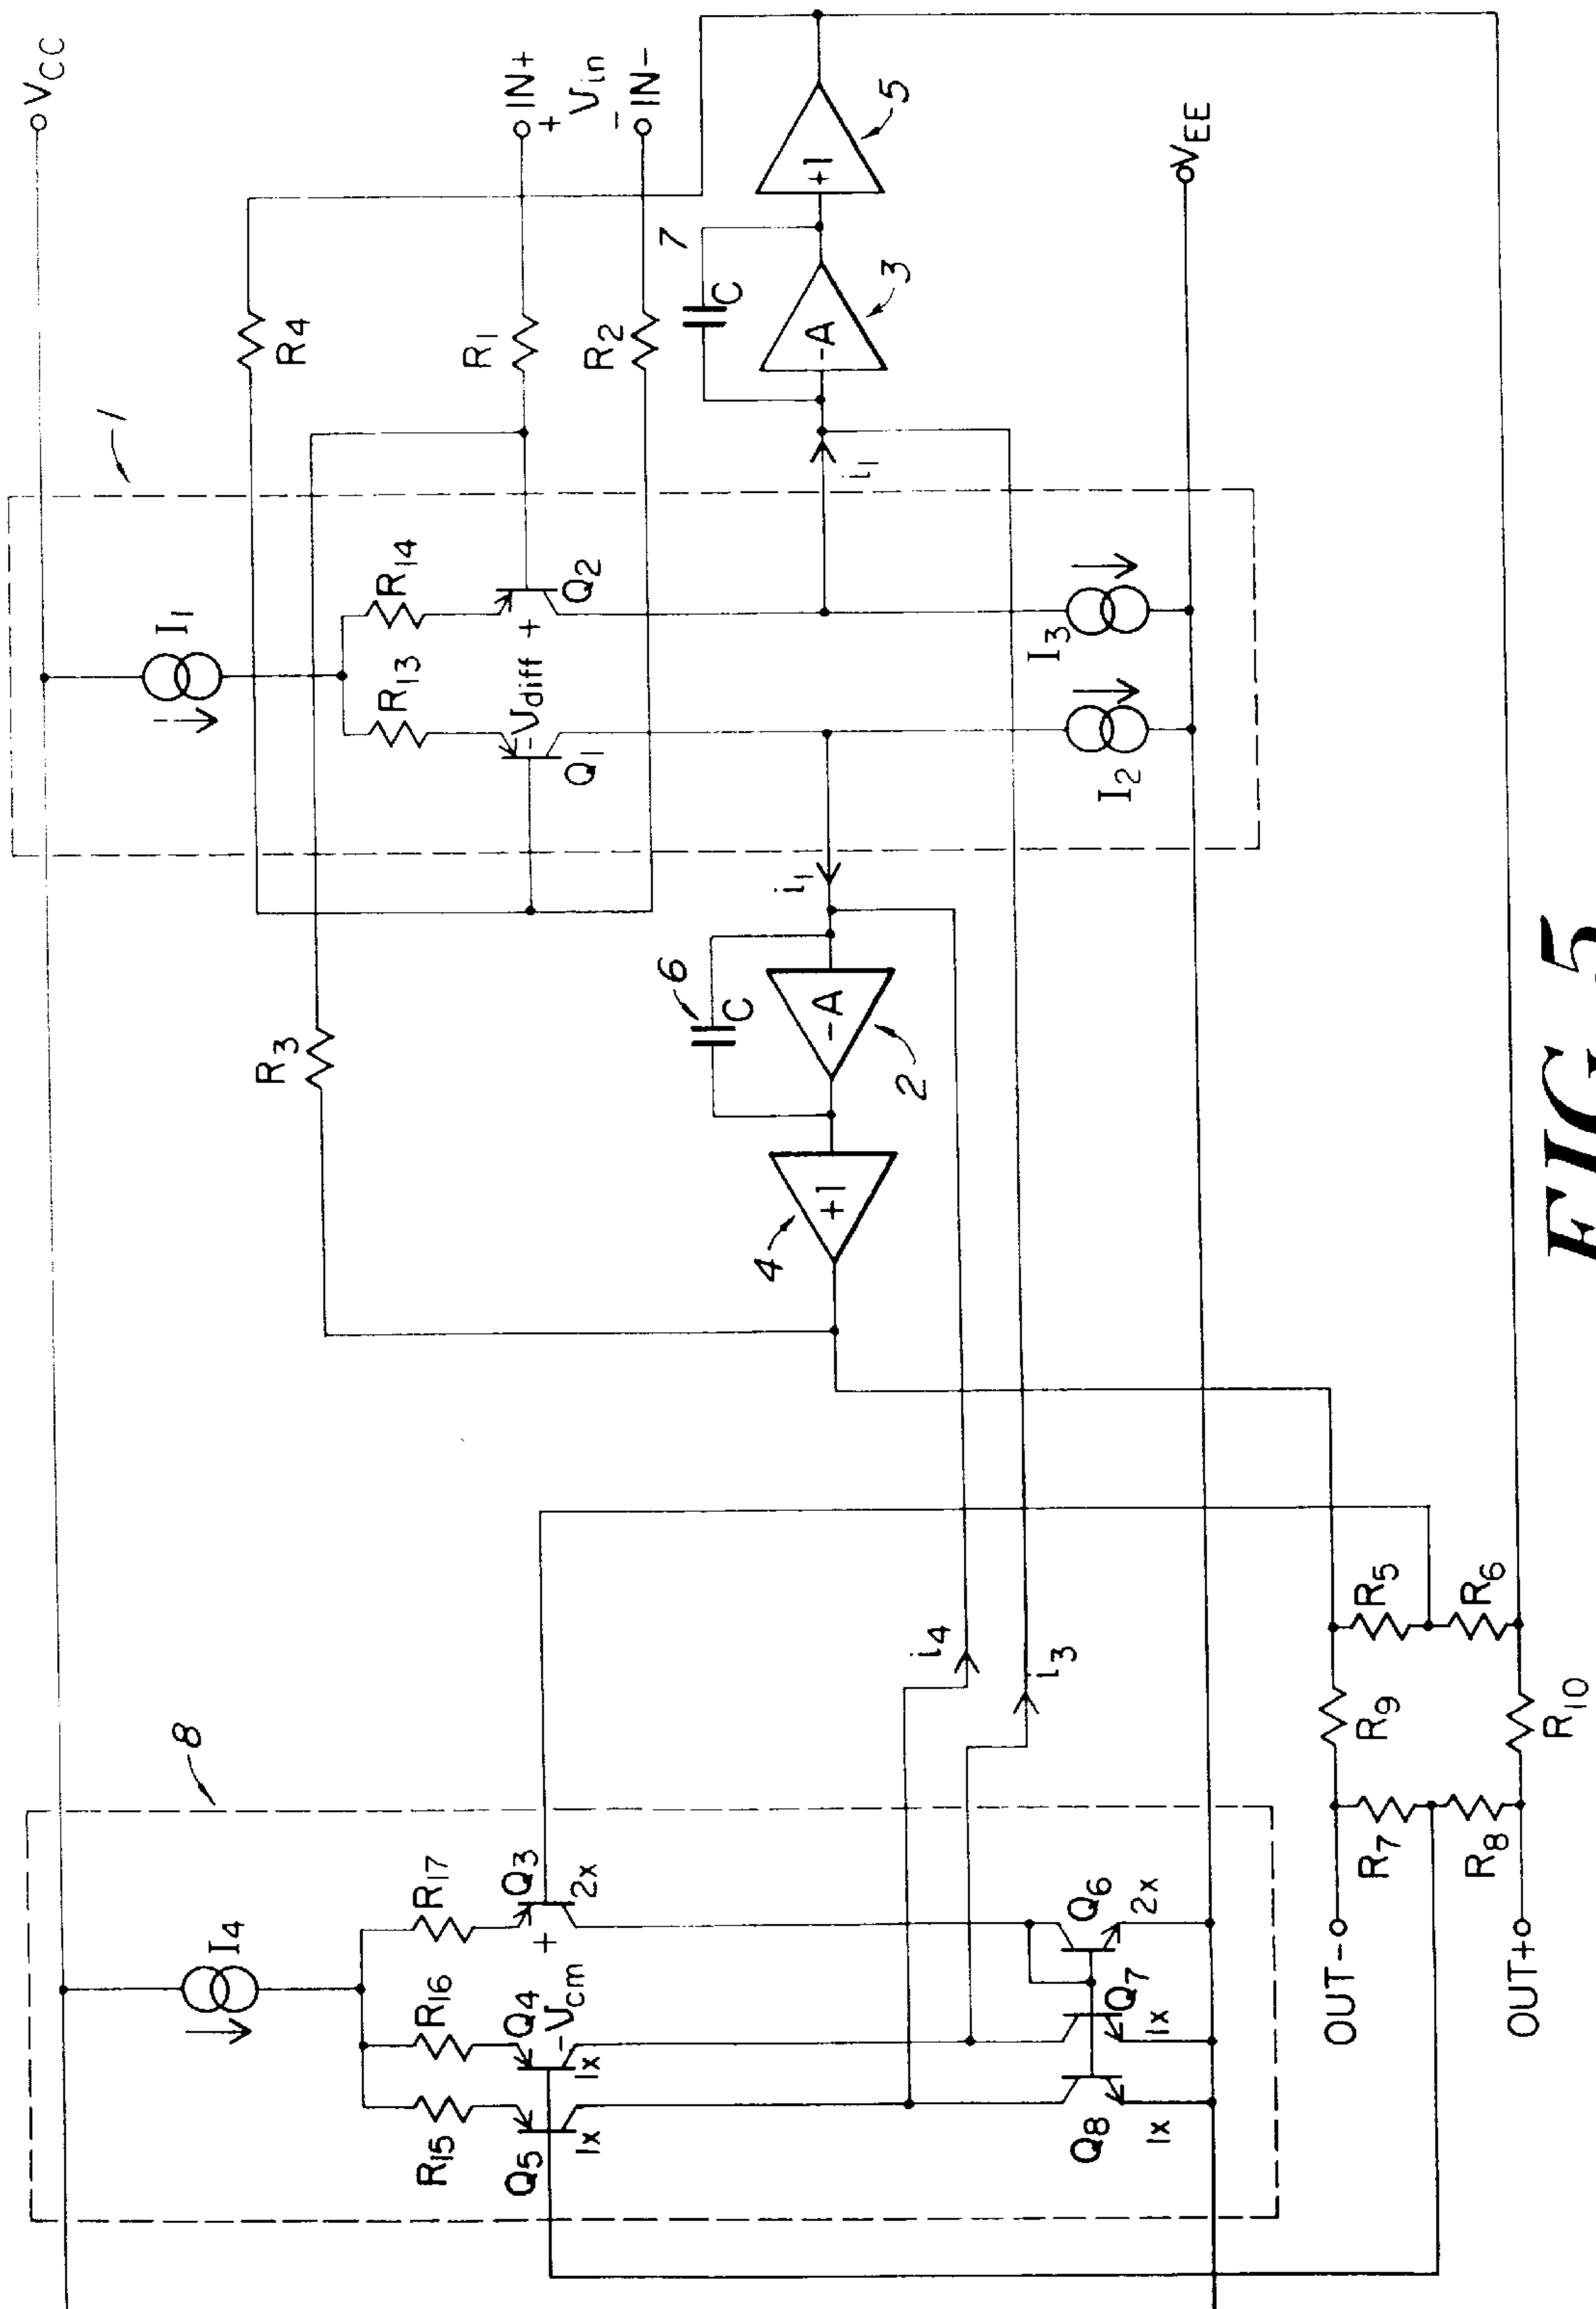 VCC
1
I1
R4
R13
R14
R1
IN+
+
Vin
-
IN-
-Vdiff +
Q1
Q2
R2
R3
7
C
i1
i1
-A
3
+1
5
6
C
-A
2
+1
4
I2
I3
VEE
8
I4
R15
R16
R17
Q5
1x
Q4
1x
-Vcm +
Q3
2x
i4
i3
Q8
1x
Q7
1x
Q6
2x
OUT-
OUT+
R7
R8
R9
R10
R5
R6
FIG. 5